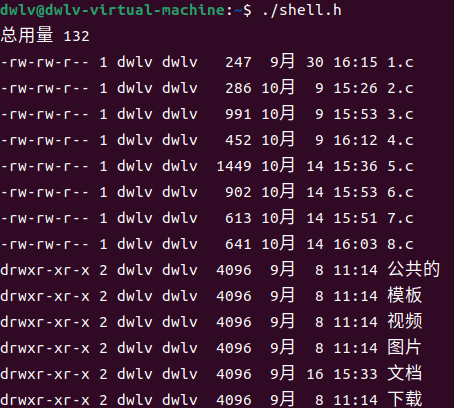 dwlv@dwlv-virtual-machine:~$ ./shell.h
总用量 132
-rw-rw-r-- 1 dwlv dwlv  247  9月 30 16:15 1.c
-rw-rw-r-- 1 dwlv dwlv  286 10月  9 15:26 2.c
-rw-rw-r-- 1 dwlv dwlv  991 10月  9 15:53 3.c
-rw-rw-r-- 1 dwlv dwlv  452 10月  9 16:12 4.c
-rw-rw-r-- 1 dwlv dwlv 1449 10月 14 15:36 5.c
-rw-rw-r-- 1 dwlv dwlv  902 10月 14 15:53 6.c
-rw-rw-r-- 1 dwlv dwlv  613 10月 14 15:51 7.c
-rw-rw-r-- 1 dwlv dwlv  641 10月 14 16:03 8.c
drwxr-xr-x 2 dwlv dwlv 4096  9月  8 11:14 公共的
drwxr-xr-x 2 dwlv dwlv 4096  9月  8 11:14 模板
drwxr-xr-x 2 dwlv dwlv 4096  9月  8 11:14 视频
drwxr-xr-x 2 dwlv dwlv 4096  9月  8 11:14 图片
drwxr-xr-x 2 dwlv dwlv 4096  9月 16 15:33 文档
drwxr-xr-x 2 dwlv dwlv 4096  9月  8 11:14 下载